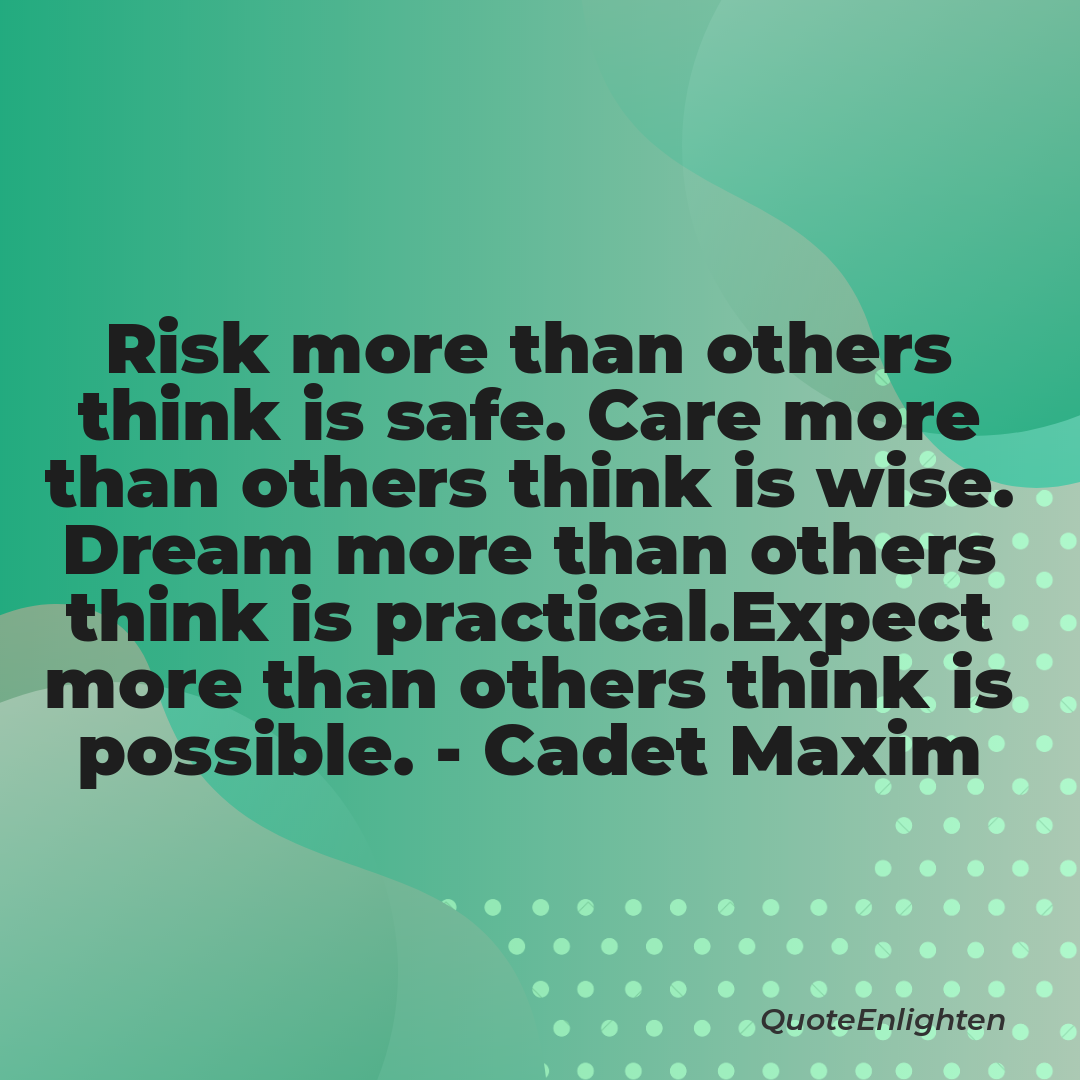 Risk more than others
think is safe. Care more
than others think is wise.
Dream more than others
think is practical.Expect
more than others think is
possible. - Cadet Maxim
QuoteEnlighten